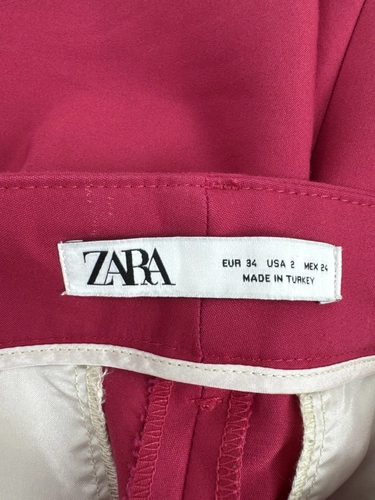 ZARA
EUR 34 USA 2 MEX 24
MADE IN TURKEY